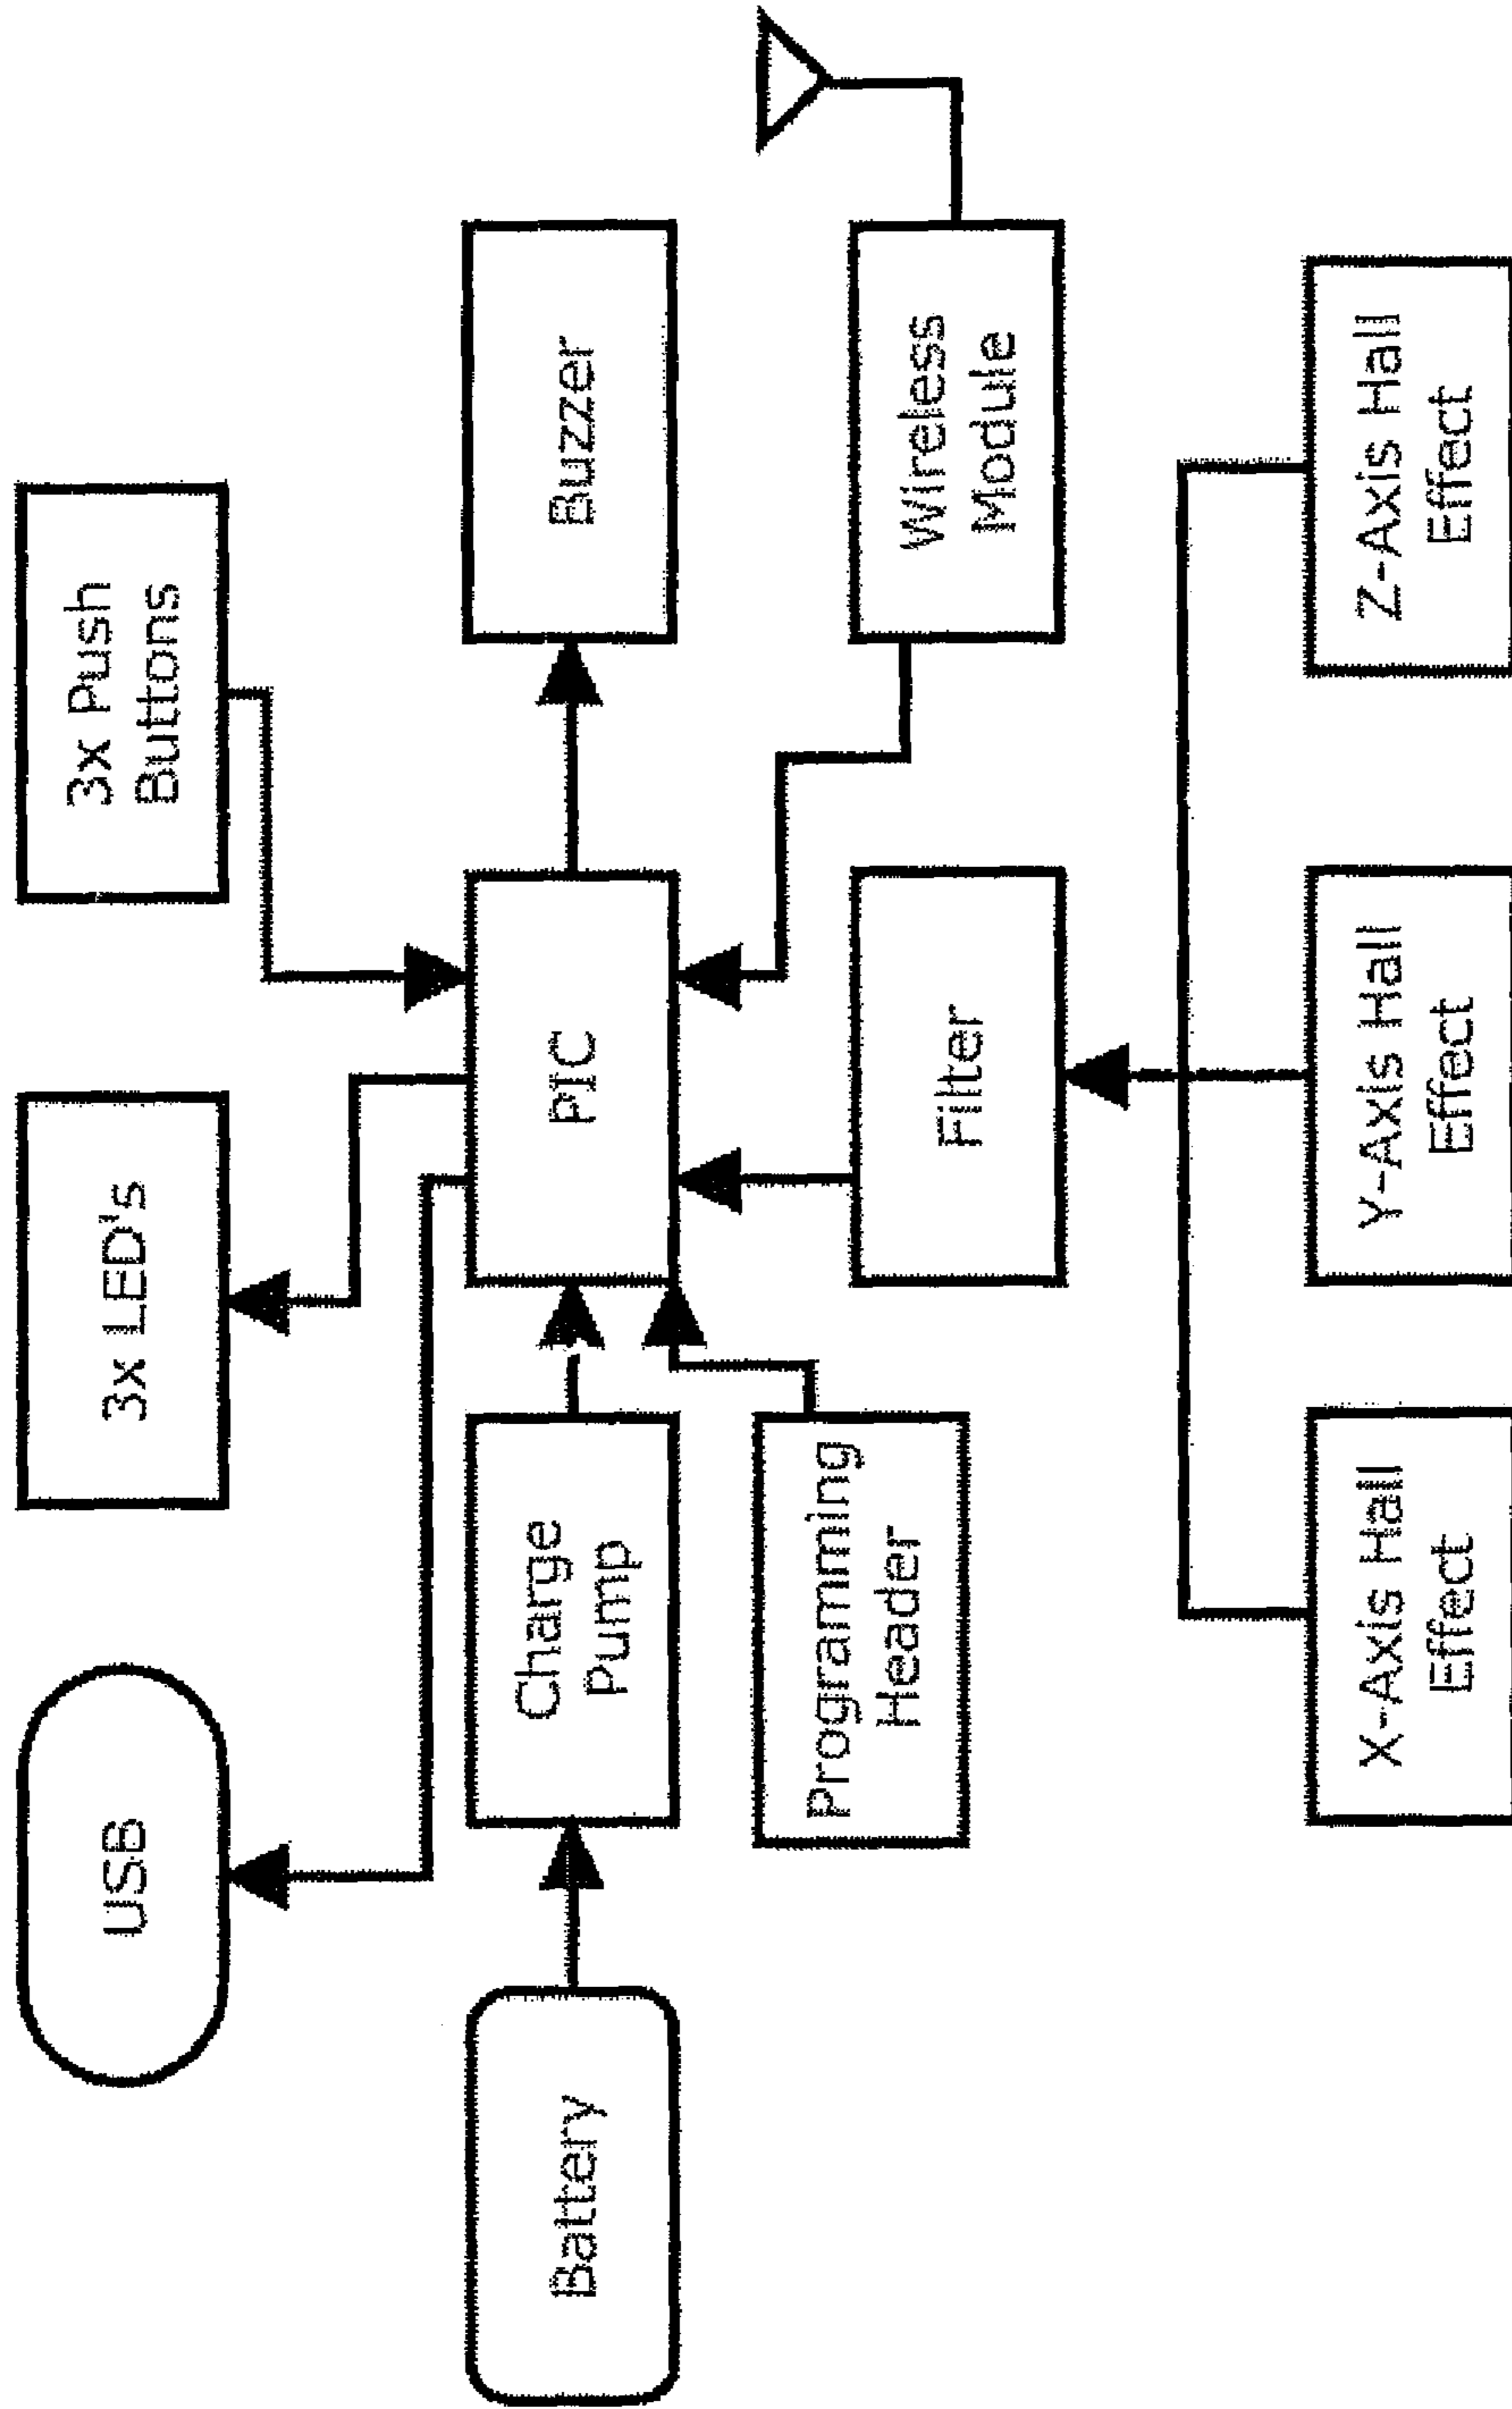 USB
3x LED's
3x Push
Buttons
Battery
Charge
Pump
PIC
Buzzer
Programming
Header
Filter
Wireless
Module
X-Axis Hall
Effect
Y-Axis Hall
Effect
Z-Axis Hall
Effect